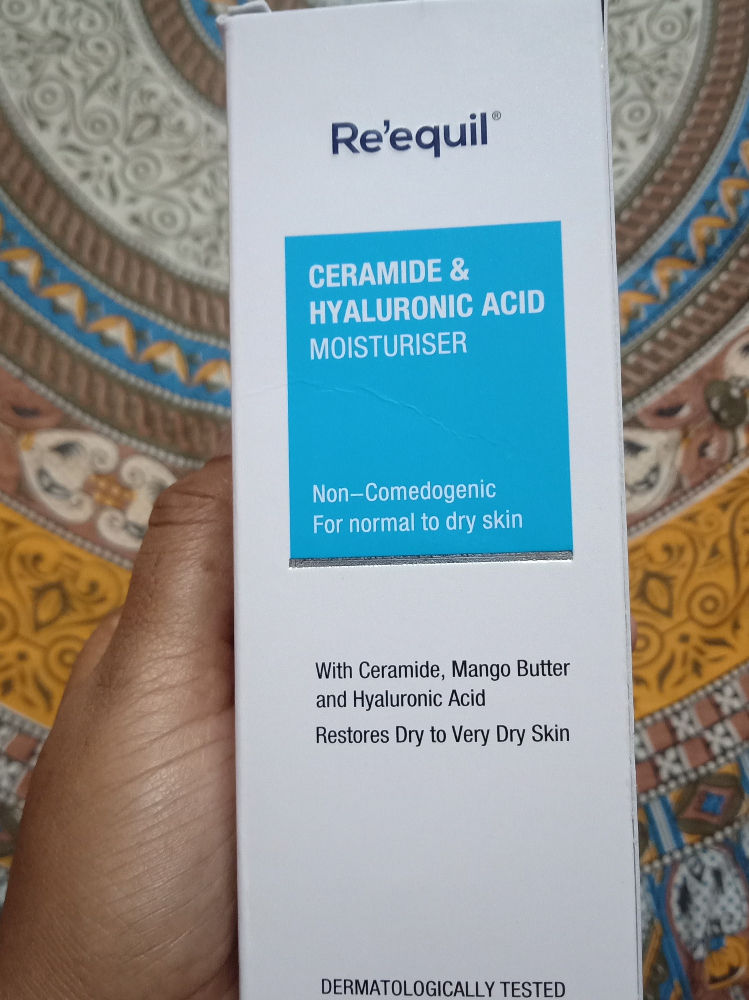 Re'equil®
CERAMIDE &
HYALURONIC ACID
MOISTURISER
Non–Comedogenic
For normal to dry skin
With Ceramide, Mango Butter
and Hyaluronic Acid
Restores Dry to Very Dry Skin
DERMATOLOGICALLY TESTED